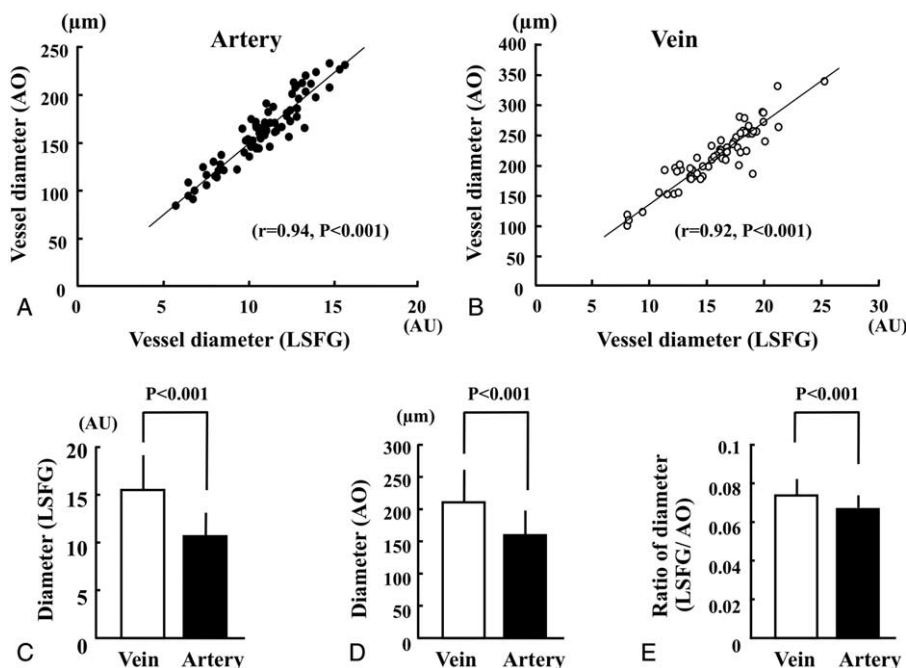 (μm)
Artery
250
200
150
100
50
0
Vessel diameter (AO)
(r=0.94, P<0.001)
0
5
10
15
20
(AU)
Vessel diameter (LSFG)
A
(μm)
Vein
400
350
300
250
200
150
100
50
0
Vessel diameter (AO)
(r=0.92, P<0.001)
0
5
10
15
20
25
30
(AU)
Vessel diameter (LSFG)
B
P<0.001
(AU)
20
15
10
5
0
Diameter (LSFG)
Vein
Artery
C
P<0.001
(μm)
250
200
150
100
50
0
Diameter (AO)
Vein
Artery
D
P<0.001
0.1
0.08
0.06
0.04
0.02
0
Ratio of diameter
(LSFG/ AO)
Vein
Artery
E